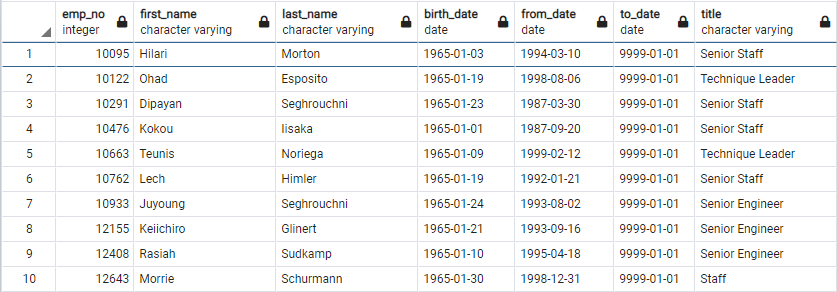 emp_no first_name last_name birth_date from_date to_date title
integer character varying character varying date date date character varying
1 10095 Hilari Morton 1965-01-03 1994-03-10 9999-01-01 Senior Staff
2 10122 Ohad Esposito 1965-01-19 1998-08-06 9999-01-01 Technique Leader
3 10291 Dipayan Seghrouchni 1965-01-23 1987-03-30 9999-01-01 Senior Staff
4 10476 Kokou Iisaka 1965-01-01 1987-09-20 9999-01-01 Senior Staff
5 10663 Teunis Noriega 1965-01-09 1999-02-12 9999-01-01 Technique Leader
6 10762 Lech Himler 1965-01-19 1992-01-21 9999-01-01 Senior Staff
7 10933 Juyoung Seghrouchni 1965-01-24 1993-08-02 9999-01-01 Senior Engineer
8 12155 Keiichiro Glinert 1965-01-21 1993-09-16 9999-01-01 Senior Engineer
9 12408 Rasiah Sudkamp 1965-01-10 1995-04-18 9999-01-01 Senior Engineer
10 12643 Morrie Schurmann 1965-01-30 1998-12-31 9999-01-01 Staff